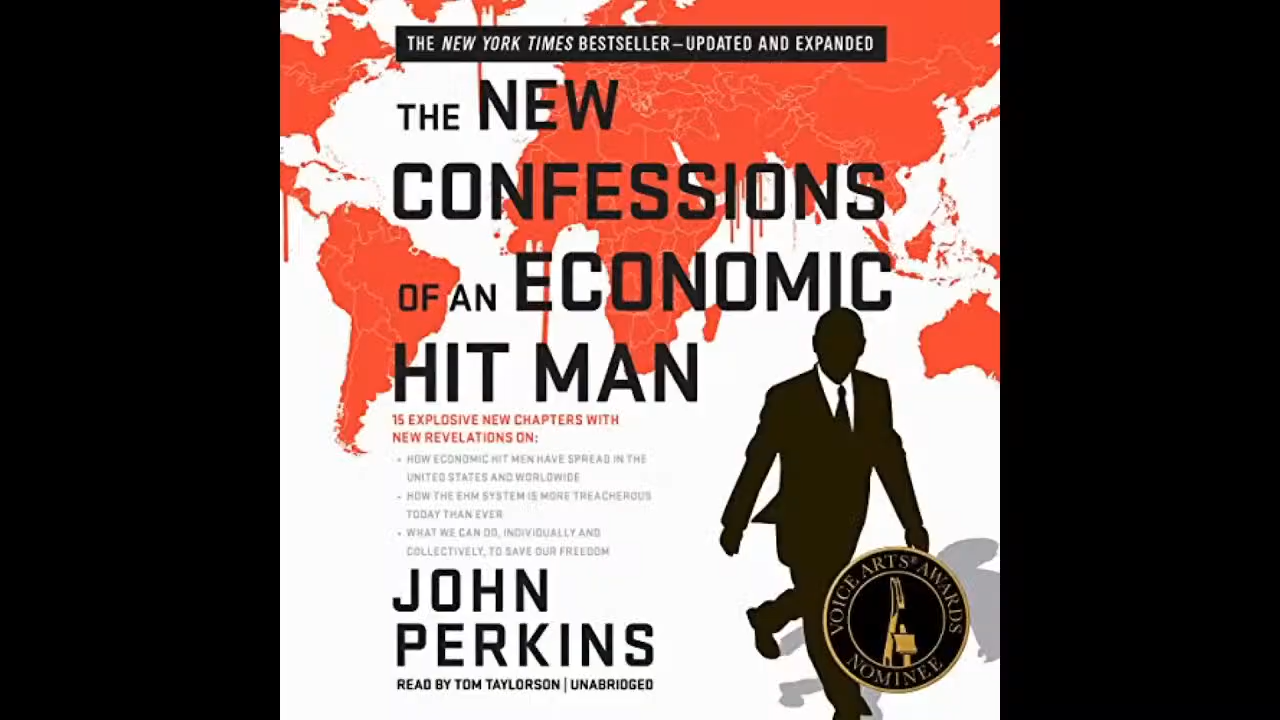 THE NEW YORK TIMES BESTSELLER–UPDATED AND EXPANDED
THE NEW
CONFESSIONS
OF AN ECONOMIC
HIT MAN
15 EXPLOSIVE NEW CHAPTERS WITH
NEW REVELATIONS ON:
• HOW ECONOMIC HIT MEN HAVE SPREAD IN THE
UNITED STATES AND WORLDWIDE
• HOW THE EHM SYSTEM IS MORE TREACHEROUS
TODAY THAN EVER
• WHAT WE CAN DO, INDIVIDUALLY AND
COLLECTIVELY, TO SAVE OUR FREEDOM
JOHN
PERKINS
READ BY TOM TAYLORSON | UNABRIDGED
VOICE ARTS® AWARDS
NOMINEE